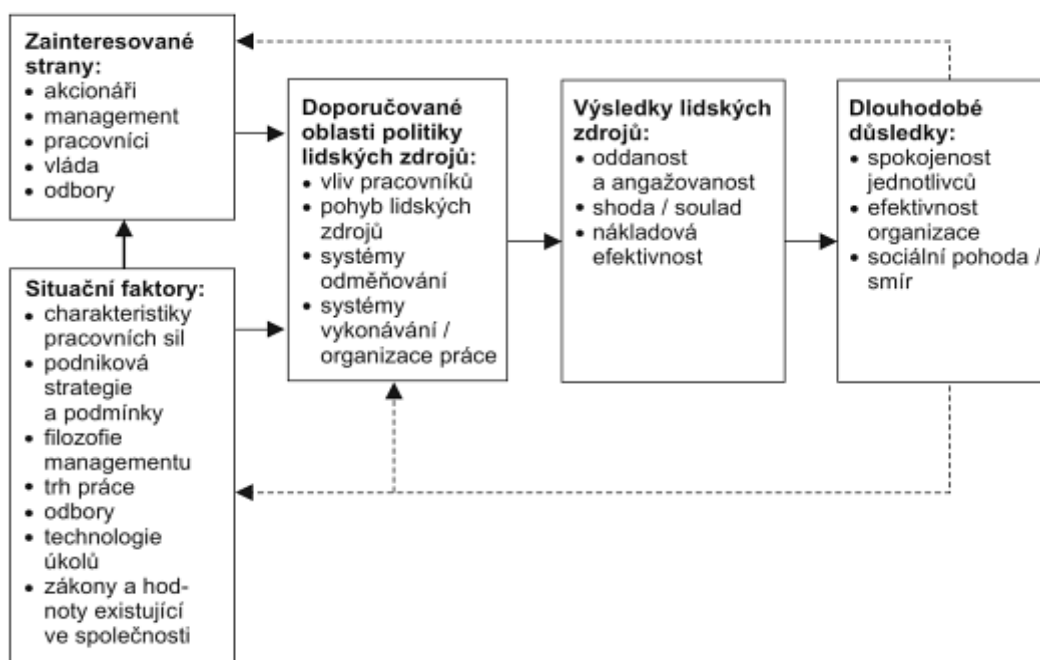 Zainteresované
strany:
• akcionáři
• management
• pracovníci
• vláda
• odbory
Situační faktory:
• charakteristiky
pracovních sil
• podniková
strategie
a podmínky
• filozofie
managementu
• trh práce
• odbory
• technologie
úkolů
• zákony a hod-
noty existující
ve společnosti
Doporučované
oblasti politiky
lidských zdrojů:
• vliv pracovníků
• pohyb lidských
zdrojů
• systémy
odměňování
• systémy
vykonávání /
organizace práce
Výsledky lidských
zdrojů:
• oddanost
a angažovanost
• shoda / soulad
• nákladová
efektivnost
Dlouhodobé
důsledky:
• spokojenost
jednotlivců
• efektivnost
organizace
• sociální pohoda /
smír